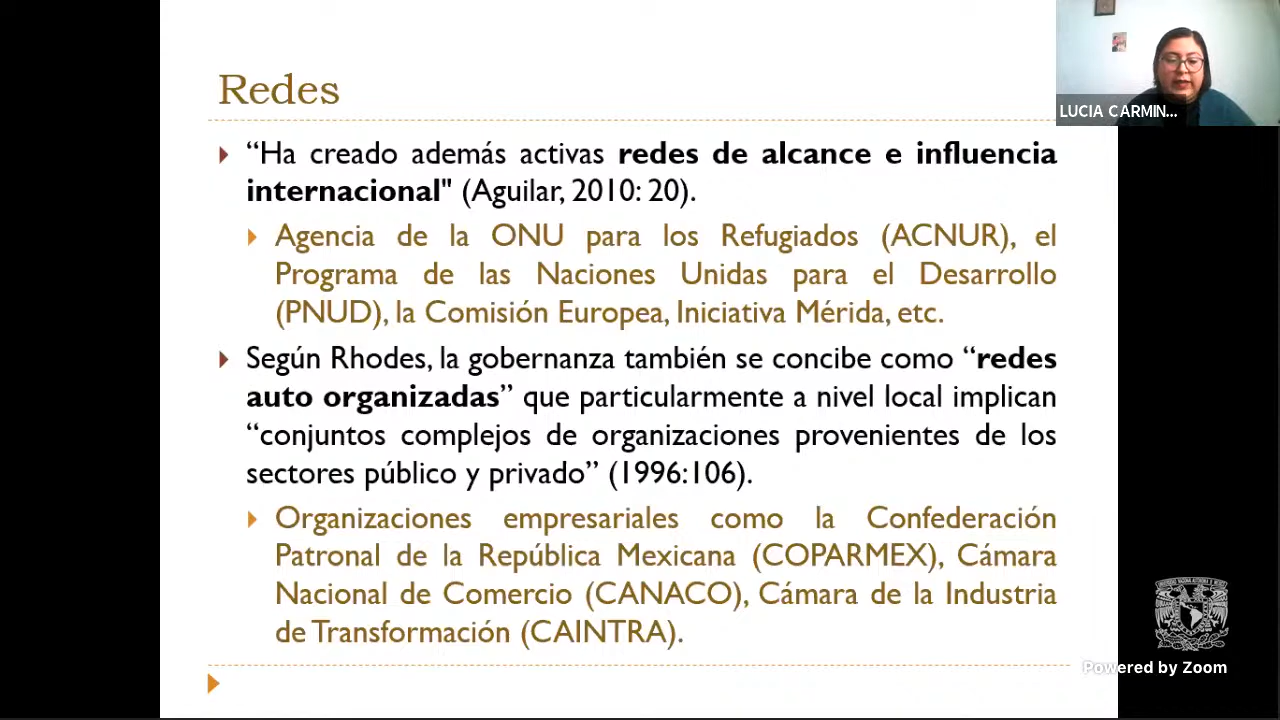 Redes
“Ha creado además activas redes de alcance e influencia
internacional" (Aguilar, 2010: 20).
Agencia de la ONU para los Refugiados (ACNUR), el
Programa de las Naciones Unidas para el Desarrollo
(PNUD), la Comisión Europea, Iniciativa Mérida, etc.
Según Rhodes, la gobernanza también se concibe como “redes
auto organizadas” que particularmente a nivel local implican
“conjuntos complejos de organizaciones provenientes de los
sectores público y privado” (1996:106).
Organizaciones empresariales como la Confederación
Patronal de la República Mexicana (COPARMEX), Cámara
Nacional de Comercio (CANACO), Cámara de la Industria
de Transformación (CAINTRA).
LUCIA CARMIN...
Powered by Zoom